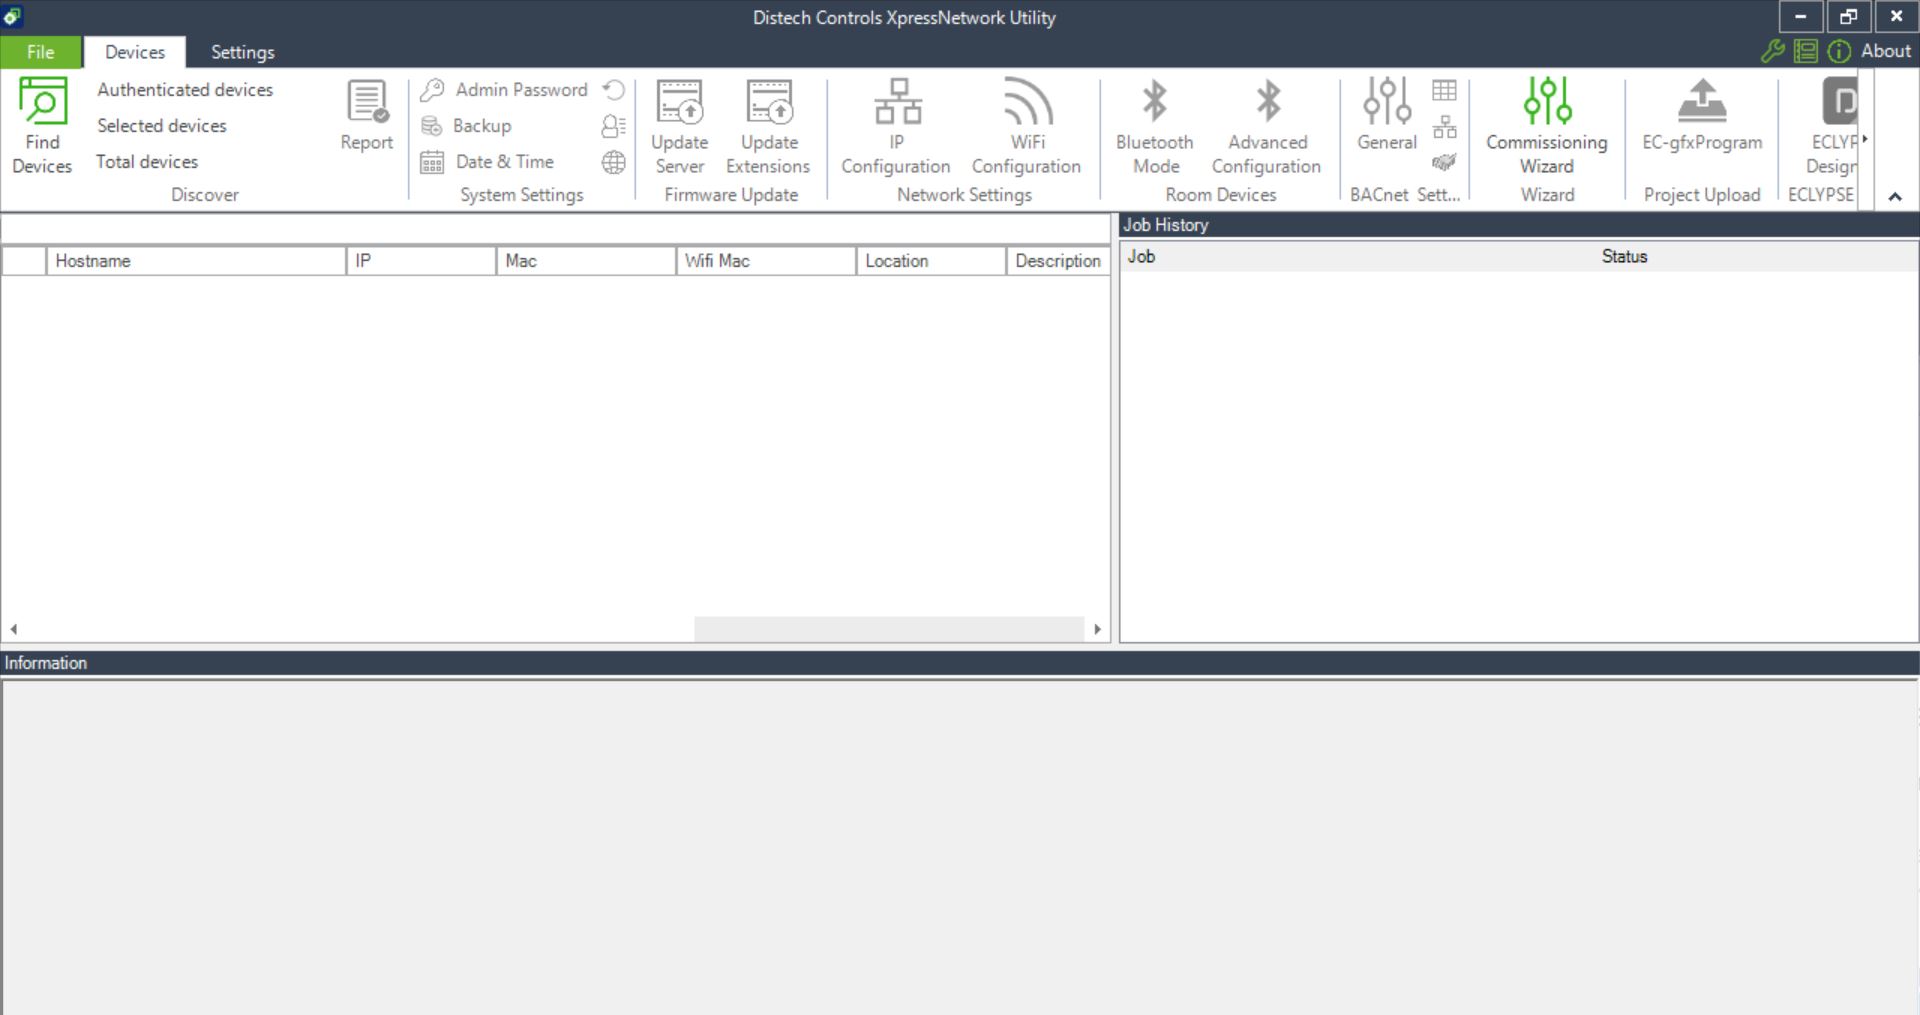 Distech Controls XpressNetwork Utility
File
Devices
Settings
About
Find
Devices
Authenticated devices
Selected devices
Total devices
Report
Discover
Admin Password
Backup
Date & Time
System Settings
Update
Server
Update
Extensions
Firmware Update
IP
Configuration
WiFi
Configuration
Network Settings
Bluetooth
Mode
Advanced
Configuration
Room Devices
General
BACnet Sett...
Commissioning
Wizard
Wizard
EC-gfxProgram
Project Upload
ECLYP
Design
ECLYPSE
Hostname
IP
Mac
Wifi Mac
Location
Description
Job History
Job
Status
Information